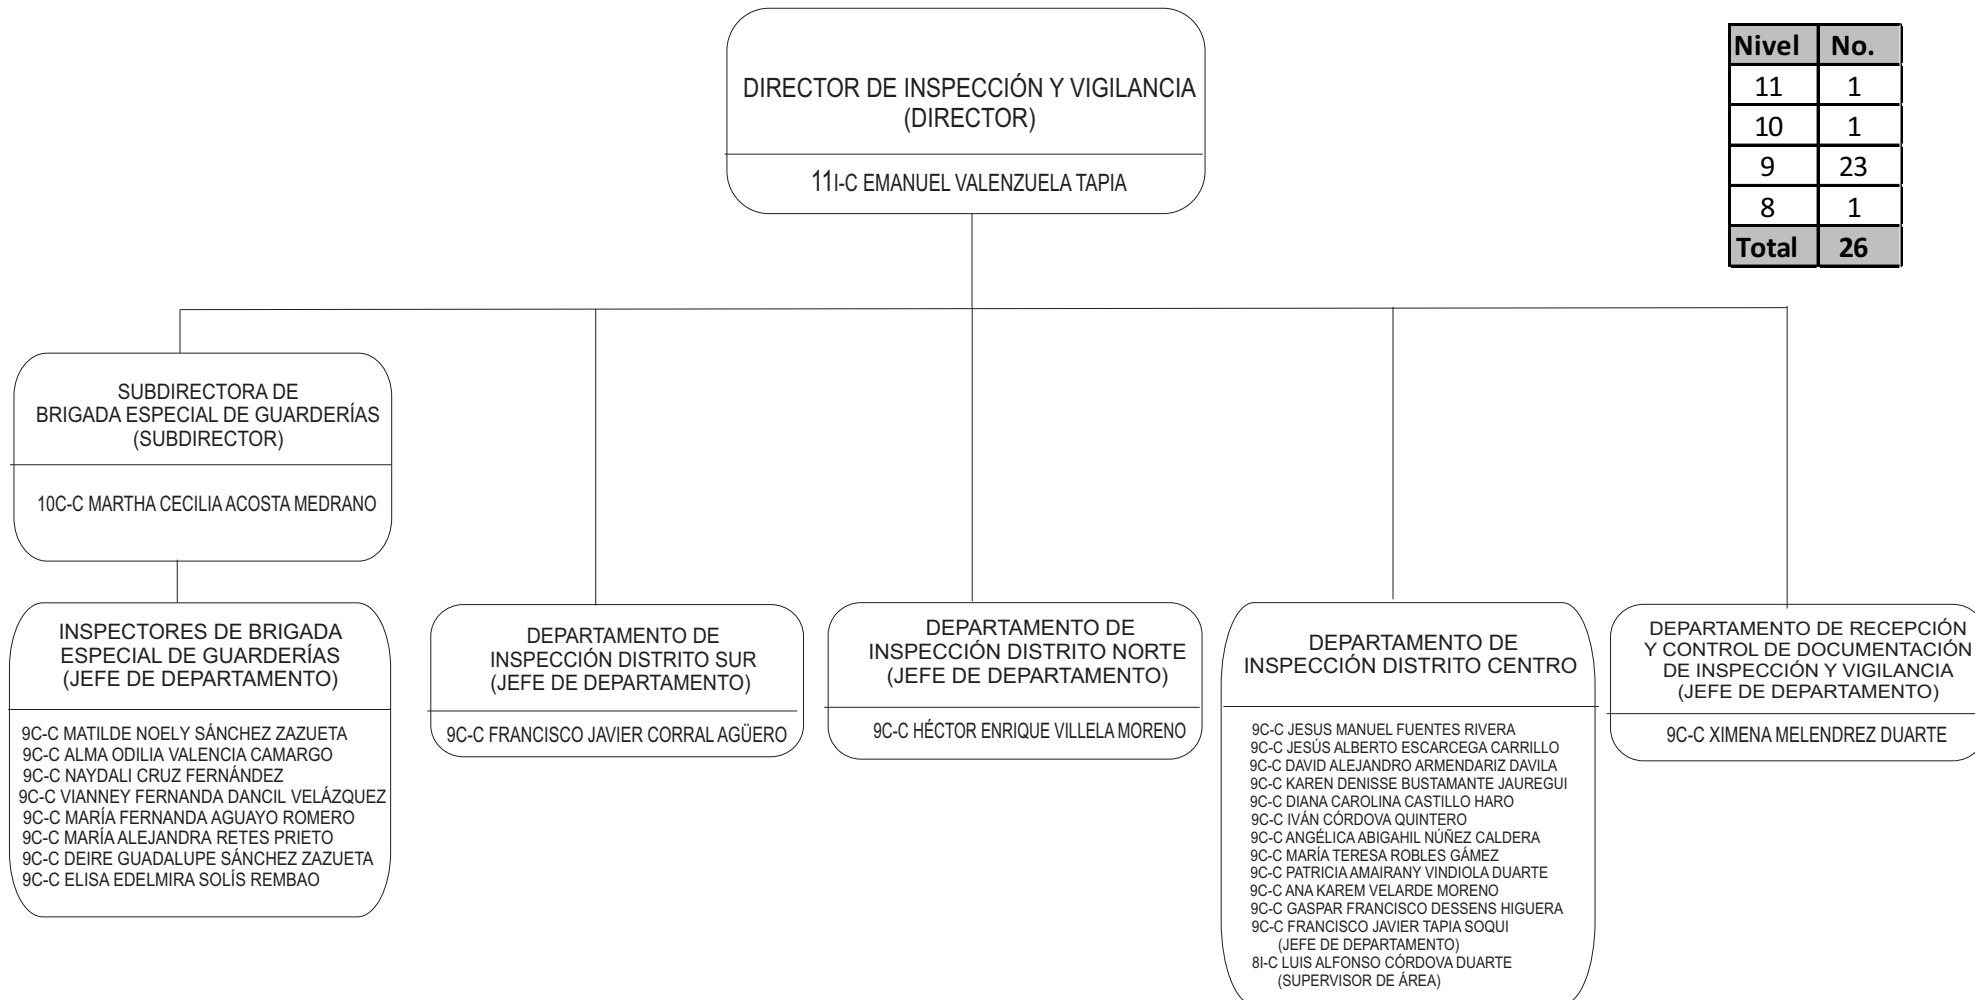 DIRECTOR DE INSPECCIÓN Y VIGILANCIA
(DIRECTOR)
11I-C EMANUEL VALENZUELA TAPIA
Nivel No.
11 1
10 1
9 23
8 1
Total 26
SUBDIRECTORA DE
BRIGADA ESPECIAL DE GUARDERÍAS
(SUBDIRECTOR)
10C-C MARTHA CECILIA ACOSTA MEDRANO
INSPECTORES DE BRIGADA
ESPECIAL DE GUARDERÍAS
(JEFE DE DEPARTAMENTO)
9C-C MATILDE NOELY SÁNCHEZ ZAZUETA
9C-C ALMA ODILIA VALENCIA CAMARGO
9C-C NAYDALI CRUZ FERNÁNDEZ
9C-C VIANNEY FERNANDA DANCIL VELÁZQUEZ
9C-C MARÍA FERNANDA AGUAYO ROMERO
9C-C MARÍA ALEJANDRA RETES PRIETO
9C-C DEIRE GUADALUPE SÁNCHEZ ZAZUETA
9C-C ELISA EDELMIRA SOLÍS REMBAO
DEPARTAMENTO DE
INSPECCIÓN DISTRITO SUR
(JEFE DE DEPARTAMENTO)
9C-C FRANCISCO JAVIER CORRAL AGÜERO
DEPARTAMENTO DE
INSPECCIÓN DISTRITO NORTE
(JEFE DE DEPARTAMENTO)
9C-C HÉCTOR ENRIQUE VILLELA MORENO
DEPARTAMENTO DE
INSPECCIÓN DISTRITO CENTRO
9C-C JESUS MANUEL FUENTES RIVERA
9C-C JESÚS ALBERTO ESCARCEGA CARRILLO
9C-C DAVID ALEJANDRO ARMENDARIZ DAVILA
9C-C KAREN DENISSE BUSTAMANTE JAUREGUI
9C-C DIANA CAROLINA CASTILLO HARO
9C-C IVÁN CÓRDOVA QUINTERO
9C-C ANGÉLICA ABIGAHIL NÚÑEZ CALDERA
9C-C MARÍA TERESA ROBLES GÁMEZ
9C-C PATRICIA AMAIRANY VINDIOLA DUARTE
9C-C ANA KAREM VELARDE MORENO
9C-C GASPAR FRANCISCO DESSENS HIGUERA
9C-C FRANCISCO JAVIER TAPIA SOQUI
(JEFE DE DEPARTAMENTO)
8I-C LUIS ALFONSO CÓRDOVA DUARTE
(SUPERVISOR DE ÁREA)
DEPARTAMENTO DE RECEPCIÓN
Y CONTROL DE DOCUMENTACIÓN
DE INSPECCIÓN Y VIGILANCIA
(JEFE DE DEPARTAMENTO)
9C-C XIMENA MELENDREZ DUARTE